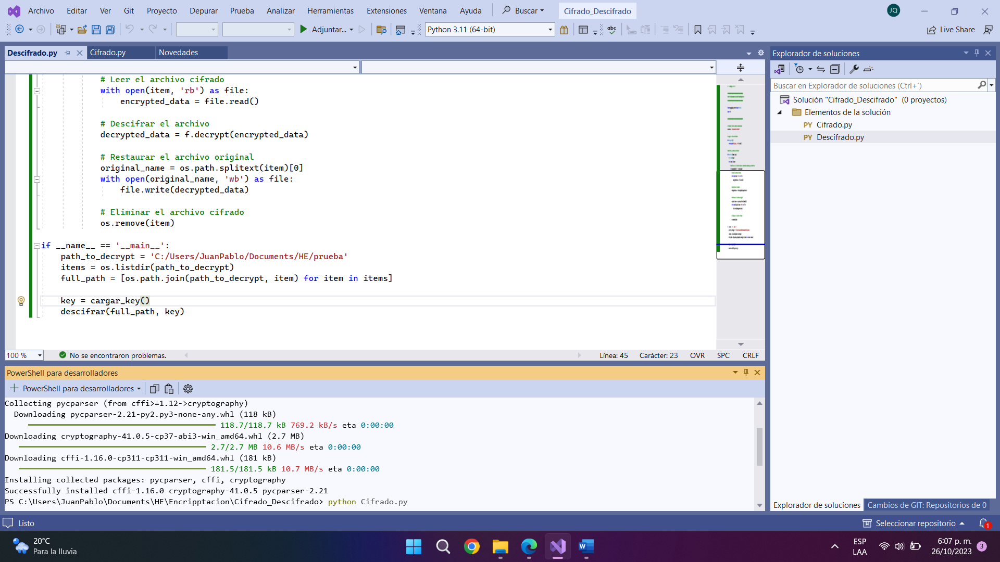 Archivo Editar Ver Git Proyecto Depurar Prueba Analizar Herramientas Extensiones Ventana Ayuda Buscar Cifrado_Descifrado JQ
Adjuntar... Python 3.11 (64-bit) abc Live Share
Descifrado.py Cifrado.py Novedades
# Leer el archivo cifrado
with open(item, 'rb') as file:
encrypted_data = file.read()
# Descifrar el archivo
decrypted_data = f.decrypt(encrypted_data)
# Restaurar el archivo original
original_name = os.path.splitext(item)[0]
with open(original_name, 'wb') as file:
file.write(decrypted_data)
# Eliminar el archivo cifrado
os.remove(item)
if __name__ == '__main__':
path_to_decrypt = 'C:/Users/JuanPablo/Documents/HE/prueba'
items = os.listdir(path_to_decrypt)
full_path = [os.path.join(path_to_decrypt, item) for item in items]
key = cargar_key()
descifrar(full_path, key)
100 % No se encontraron problemas. Línea: 45 Carácter: 23 OVR SPC CRLF
PowerShell para desarrolladores
PowerShell para desarrolladores
Collecting pycparser (from cffi>=1.12->cryptography)
Downloading pycparser-2.21-py2.py3-none-any.whl (118 kB)
118.7/118.7 kB 769.2 kB/s eta 0:00:00
Downloading cryptography-41.0.5-cp37-abi3-win_amd64.whl (2.7 MB)
2.7/2.7 MB 10.6 MB/s eta 0:00:00
Downloading cffi-1.16.0-cp311-cp311-win_amd64.whl (181 kB)
181.5/181.5 kB 10.7 MB/s eta 0:00:00
Installing collected packages: pycparser, cffi, cryptography
Successfully installed cffi-1.16.0 cryptography-41.0.5 pycparser-2.21
PS C:\Users\JuanPablo\Documents\HE\Encripptacion\Cifrado_Descifrado> python Cifrado.py
Explorador de soluciones
Buscar en Explorador de soluciones (Ctrl+´)
Solución "Cifrado_Descifrado" (0 proyectos)
Elementos de la solución
PY Cifrado.py
PY Descifrado.py
Explorador de soluciones Cambios de GIT: Repositorios de 0
Listo Seleccionar repositorio 1
20°C
Para la lluvia
W
ESP
LAA
6:07 p. m.
26/10/2023
3